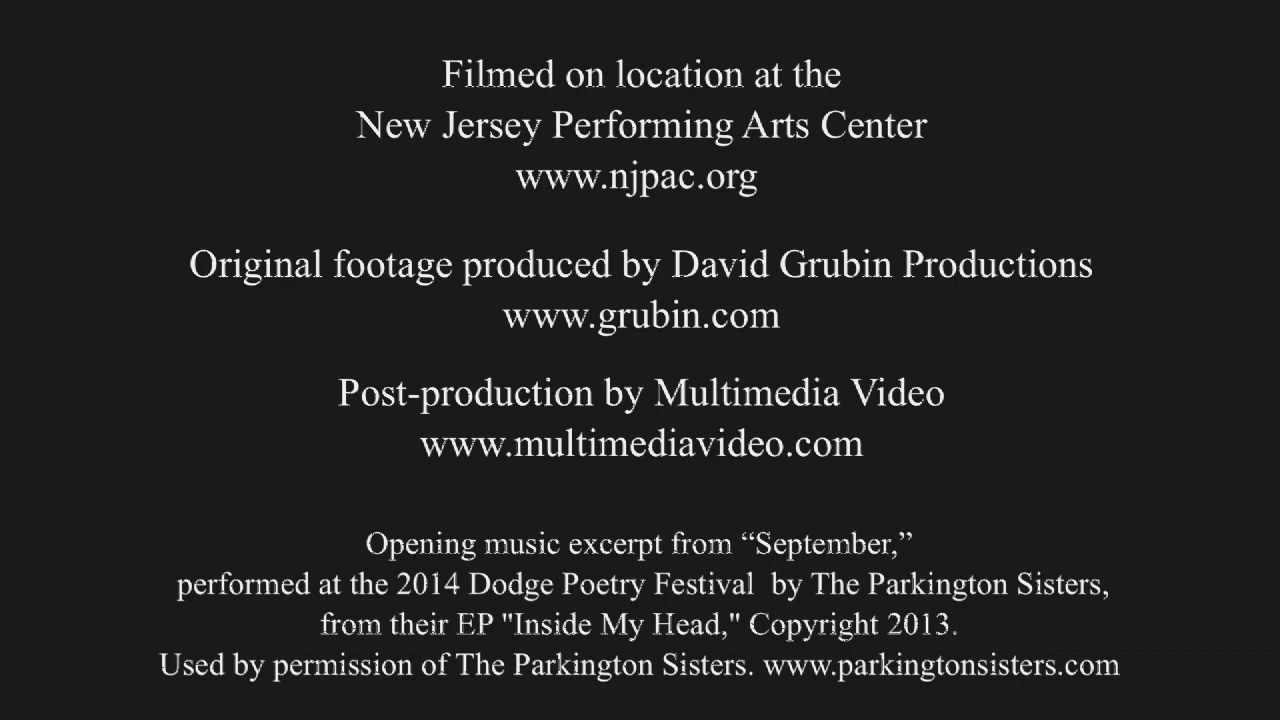 Filmed on location at the
New Jersey Performing Arts Center
www.njpac.org
Original footage produced by David Grubin Productions
www.grubin.com
Post-production by Multimedia Video
www.multimediavideo.com
Opening music excerpt from “September,”
performed at the 2014 Dodge Poetry Festival  by The Parkington Sisters,
from their EP "Inside My Head," Copyright 2013.
Used by permission of The Parkington Sisters. www.parkingtonsisters.com